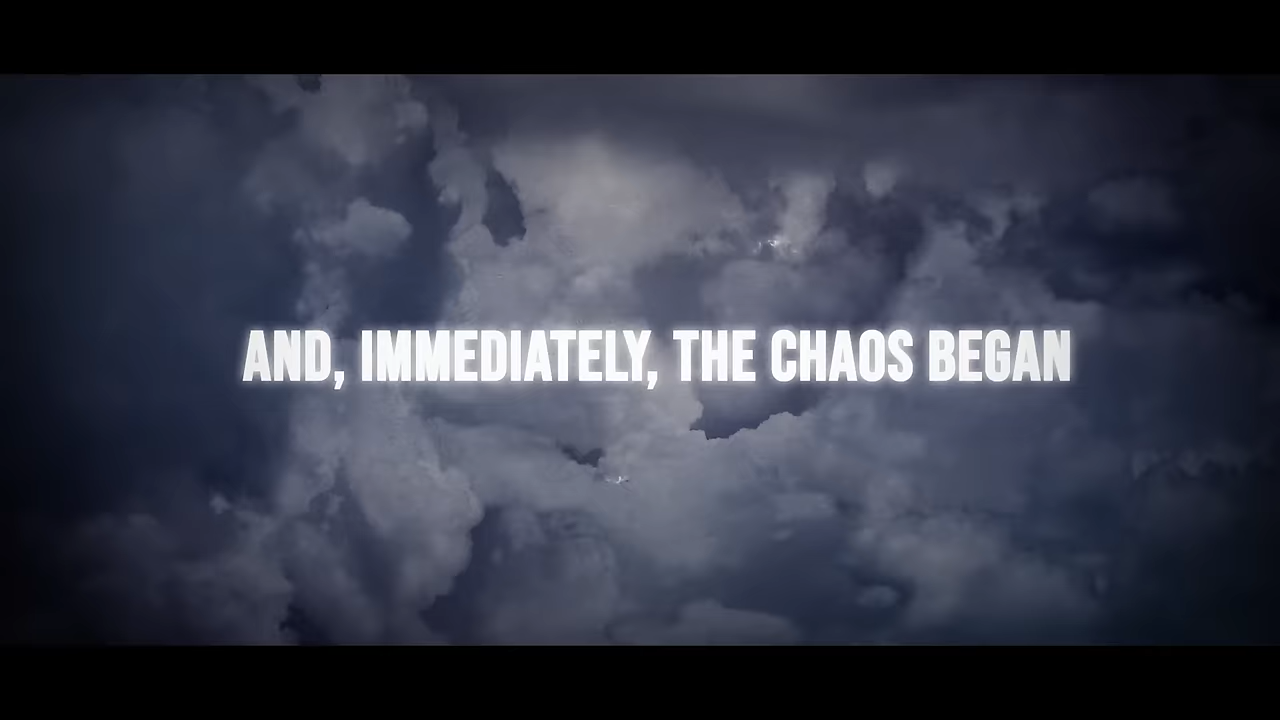 AND, IMMEDIATELY, THE CHAOS BEGAN